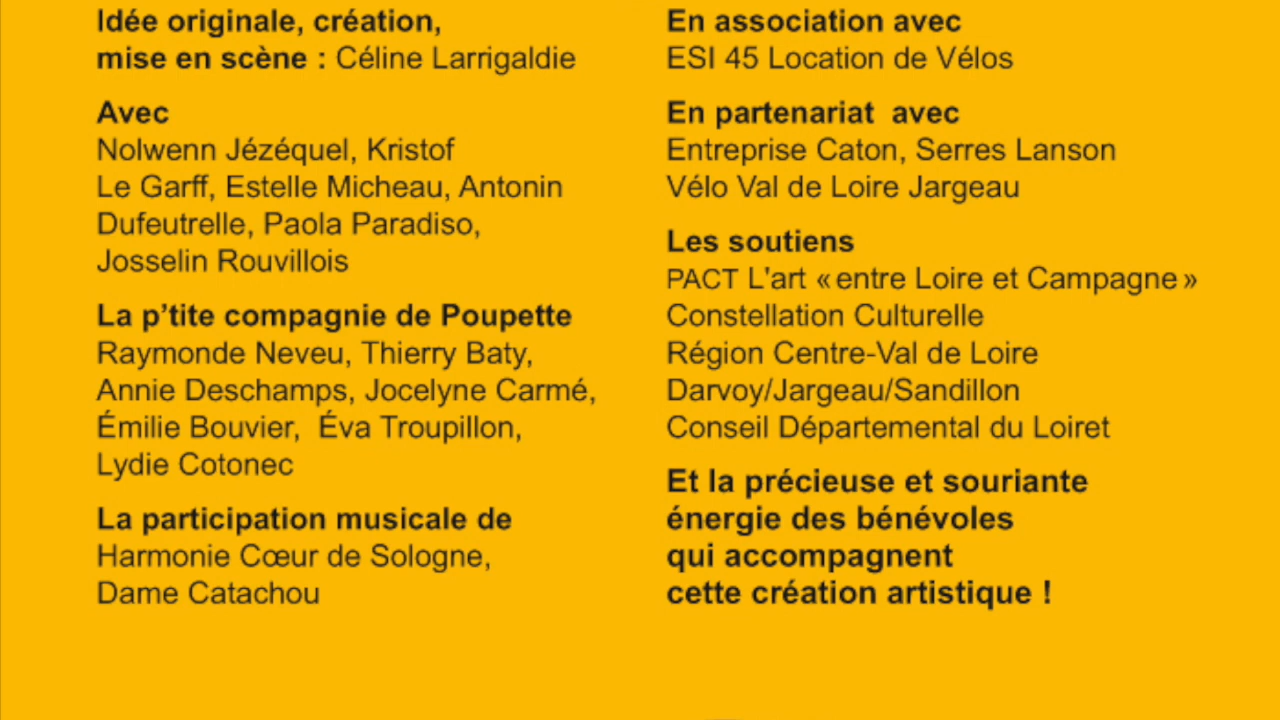 Idée originale, création,
mise en scène : Céline Larrigaldie
Avec
Nolwenn Jézéquel, Kristof
Le Garff, Estelle Micheau, Antonin
Dufeutrelle, Paola Paradiso,
Josselin Rouvillois
La p’tite compagnie de Poupette
Raymonde Neveu, Thierry Baty,
Annie Deschamps, Jocelyne Carmé,
Émilie Bouvier,  Éva Troupillon,
Lydie Cotonec
La participation musicale de
Harmonie Cœur de Sologne,
Dame Catachou
En association avec
ESI 45 Location de Vélos
En partenariat  avec
Entreprise Caton, Serres Lanson
Vélo Val de Loire Jargeau
Les soutiens
PACT L'art « entre Loire et Campagne »
Constellation Culturelle
Région Centre-Val de Loire
Darvoy/Jargeau/Sandillon
Conseil Départemental du Loiret
Et la précieuse et souriante
énergie des bénévoles
qui accompagnent
cette création artistique !